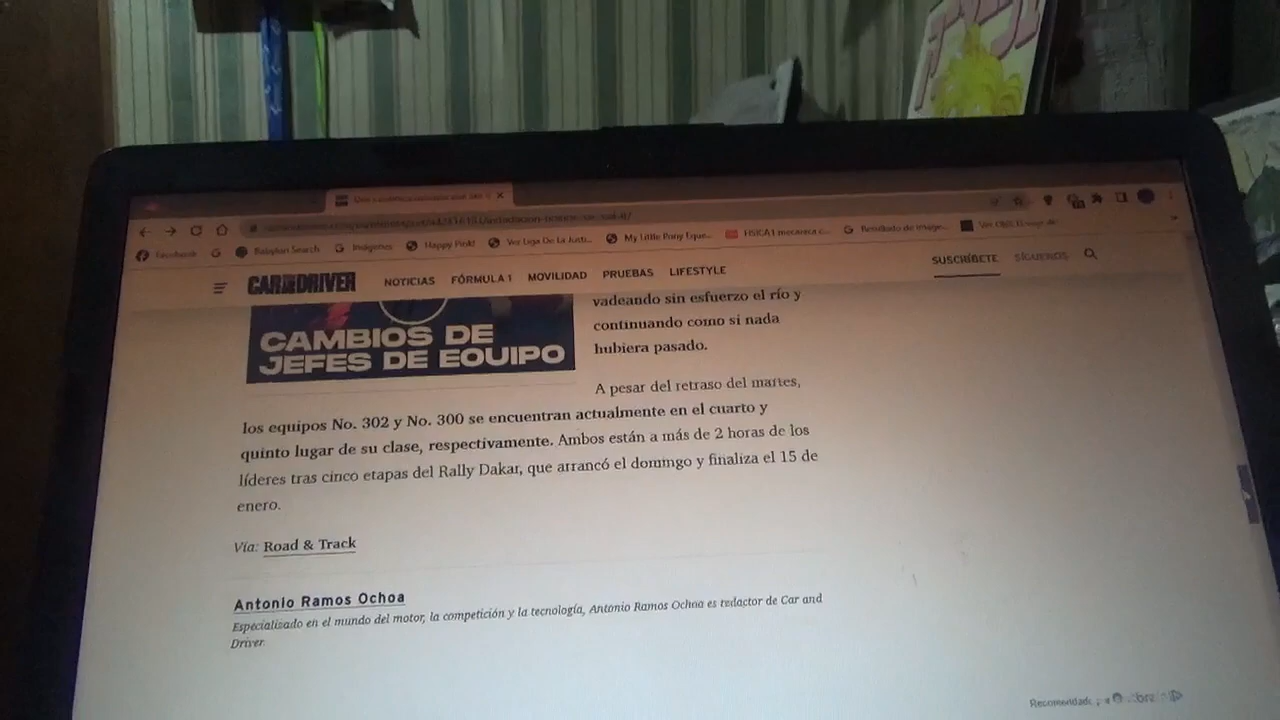 Facebook
Babylon Search
Imágenes
Happy Pink!
Ver Liga De La Justi...
My Little Pony Eque...
FISICA I mecanica c...
Resultado de image...
CAR AND DRIVER
NOTICIAS
FÓRMULA 1
MOVILIDAD
PRUEBAS
LIFESTYLE
SUSCRÍBETE
SÍGUENOS
CAMBIOS DE
JEFES DE EQUIPO
vadeando sin esfuerzo el río y
continuando como si nada
hubiera pasado.
A pesar del retraso del martes,
los equipos No. 302 y No. 300 se encuentran actualmente en el cuarto y
quinto lugar de su clase, respectivamente. Ambos están a más de 2 horas de los
líderes tras cinco etapas del Rally Dakar, que arrancó el domingo y finaliza el 15 de
enero.
Vía: Road & Track
Antonio Ramos Ochoa
Especializado en el mundo del motor, la competición y la tecnología, Antonio Ramos Ochoa es redactor de Car and
Driver.